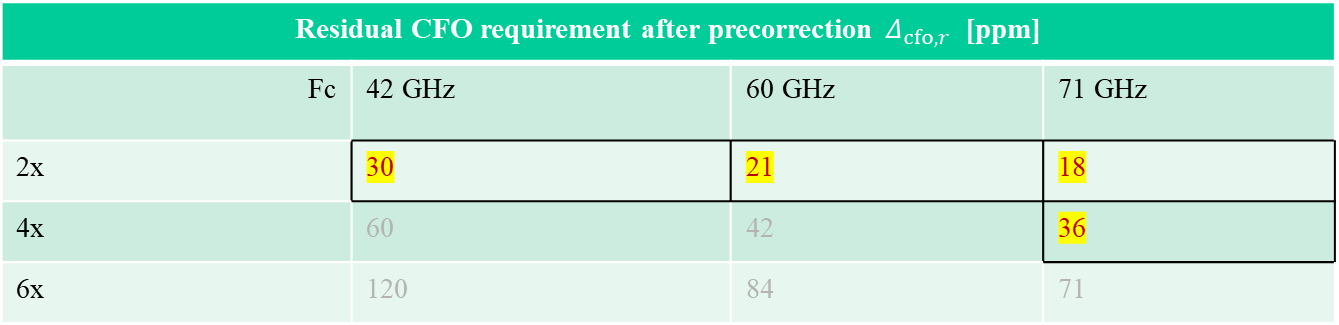 Residual CFO requirement after precorrection 𝛥cfo,𝑟 [ppm]
Fc 42 GHz 60 GHz 71 GHz
2x 30 21 18
4x 60 42 36
6x 120 84 71